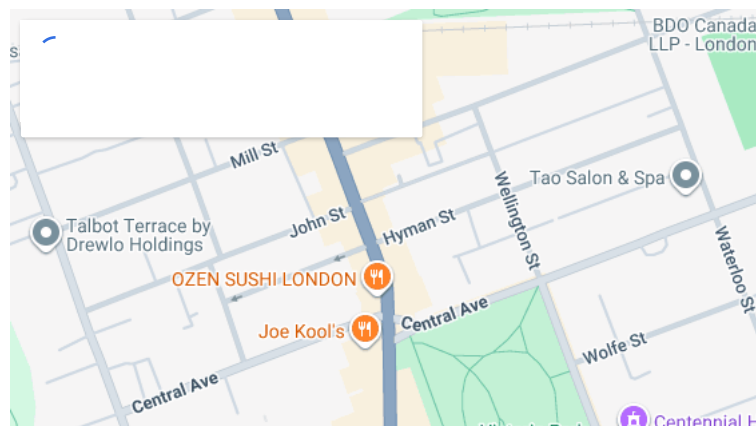 BDO Canada
LLP - London
Mill St
Tao Salon & Spa
Wellington St
John St
Hyman St
Talbot Terrace by
Drewlo Holdings
Waterloo St
OZEN SUSHI LONDON
Central Ave
Joe Kool's
Wolfe St
Central Ave
Centennial H